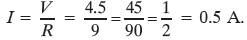 I = V/R = 4.5/9 = 45/90 = 1/2 = 0.5 A.